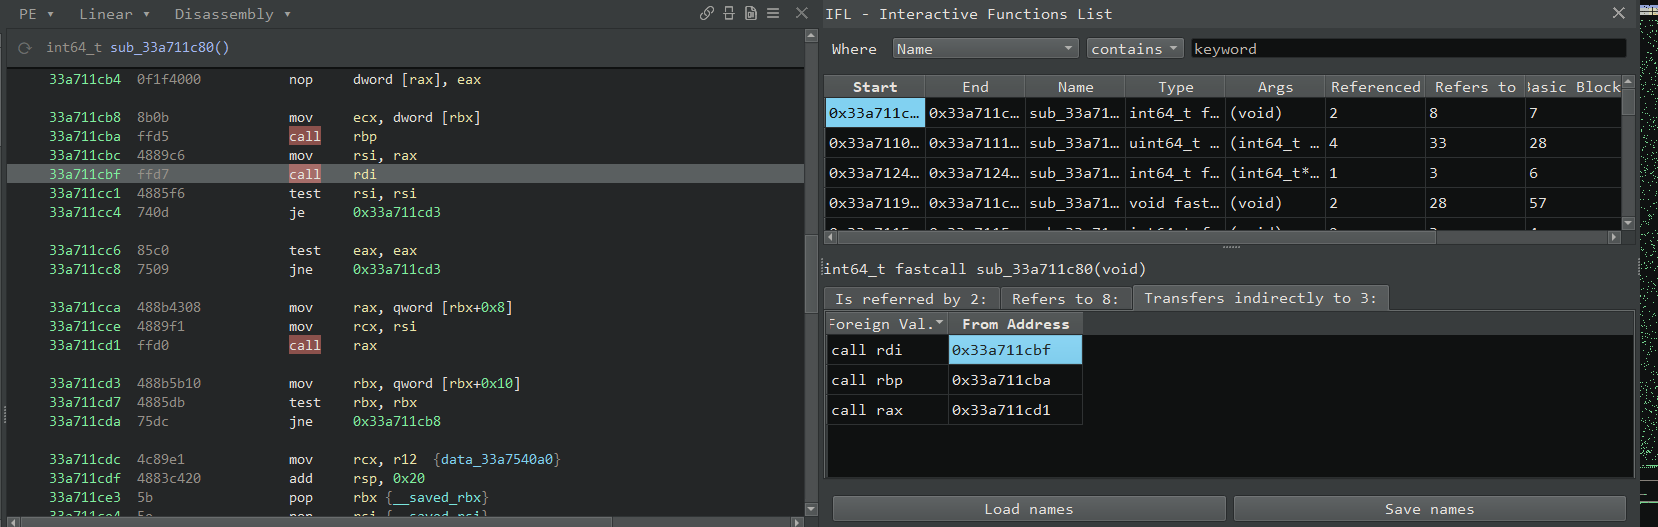 PE ▾ Linear ▾ Disassembly ▾
int64_t sub_33a711c80()
33a711cb4 0f1f4000 nop dword [rax], eax
33a711cb8 8b0b mov ecx, dword [rbx]
33a711cba ffd5 call rbp
33a711cbc 4889c6 mov rsi, rax
33a711cbf ffd7 call rdi
33a711cc1 4885f6 test rsi, rsi
33a711cc4 740d je 0x33a711cd3
33a711cc6 85c0 test eax, eax
33a711cc8 7509 jne 0x33a711cd3
33a711cca 488b4308 mov rax, qword [rbx+0x8]
33a711cce 4889f1 mov rcx, rsi
33a711cd1 ffd0 call rax
33a711cd3 488b5b10 mov rbx, qword [rbx+0x10]
33a711cd7 4885db test rbx, rbx
33a711cda 75dc jne 0x33a711cb8
33a711cdc 4c89e1 mov rcx, r12 {data_33a7540a0}
33a711cdf 4883c420 add rsp, 0x20
33a711ce3 5b pop rbx {__saved_rbx}
33a711ce4 5e pop rsi {__saved_rsi}
IFL - Interactive Functions List
Where Name contains keyword
Start End Name Type Args Referenced Refers to Basic Block
0x33a711c… 0x33a711c… sub_33a71… int64_t f… (void) 2 8 7
0x33a7110… 0x33a7111… sub_33a71… uint64_t … (int64_t … 4 33 28
0x33a7124… 0x33a7124… sub_33a71… int64_t f… (int64_t*… 1 3 6
0x33a7119… 0x33a711c… sub_33a71… void fast… (void) 2 28 57
int64_t fastcall sub_33a711c80(void)
Is referred by 2: Refers to 8: Transfers indirectly to 3:
Foreign Val. From Address
call rdi 0x33a711cbf
call rbp 0x33a711cba
call rax 0x33a711cd1
Load names Save names